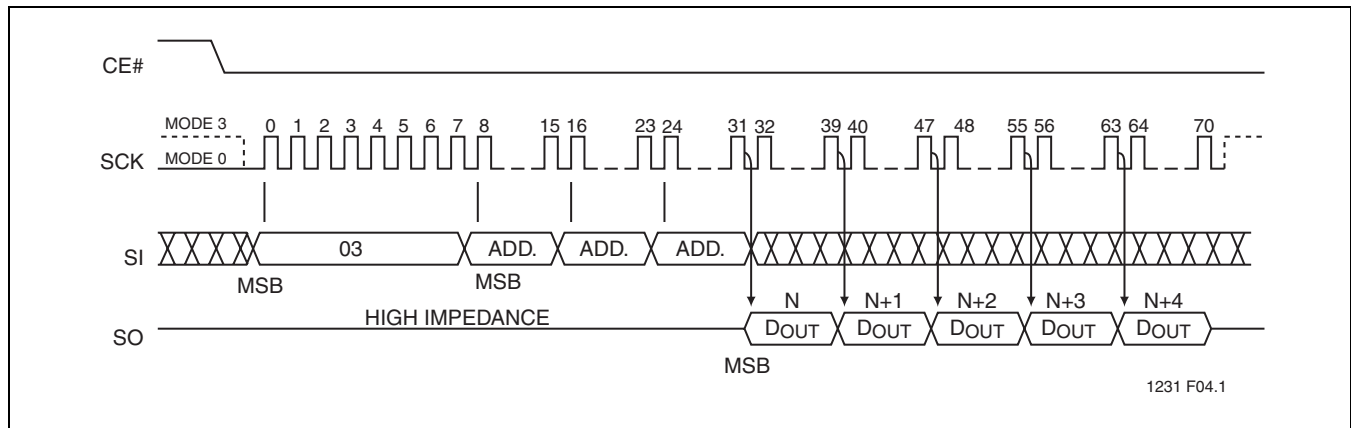 CE#
MODE 3 0 1 2 3 4 5 6 7 8 15 16 23 24 31 32 39 40 47 48 55 56 63 64 70
SCK MODE 0
SI 03 ADD. ADD. ADD.
MSB MSB
N N+1 N+2 N+3 N+4
HIGH IMPEDANCE
SO DOUT DOUT DOUT DOUT DOUT
MSB
1231 F04.1